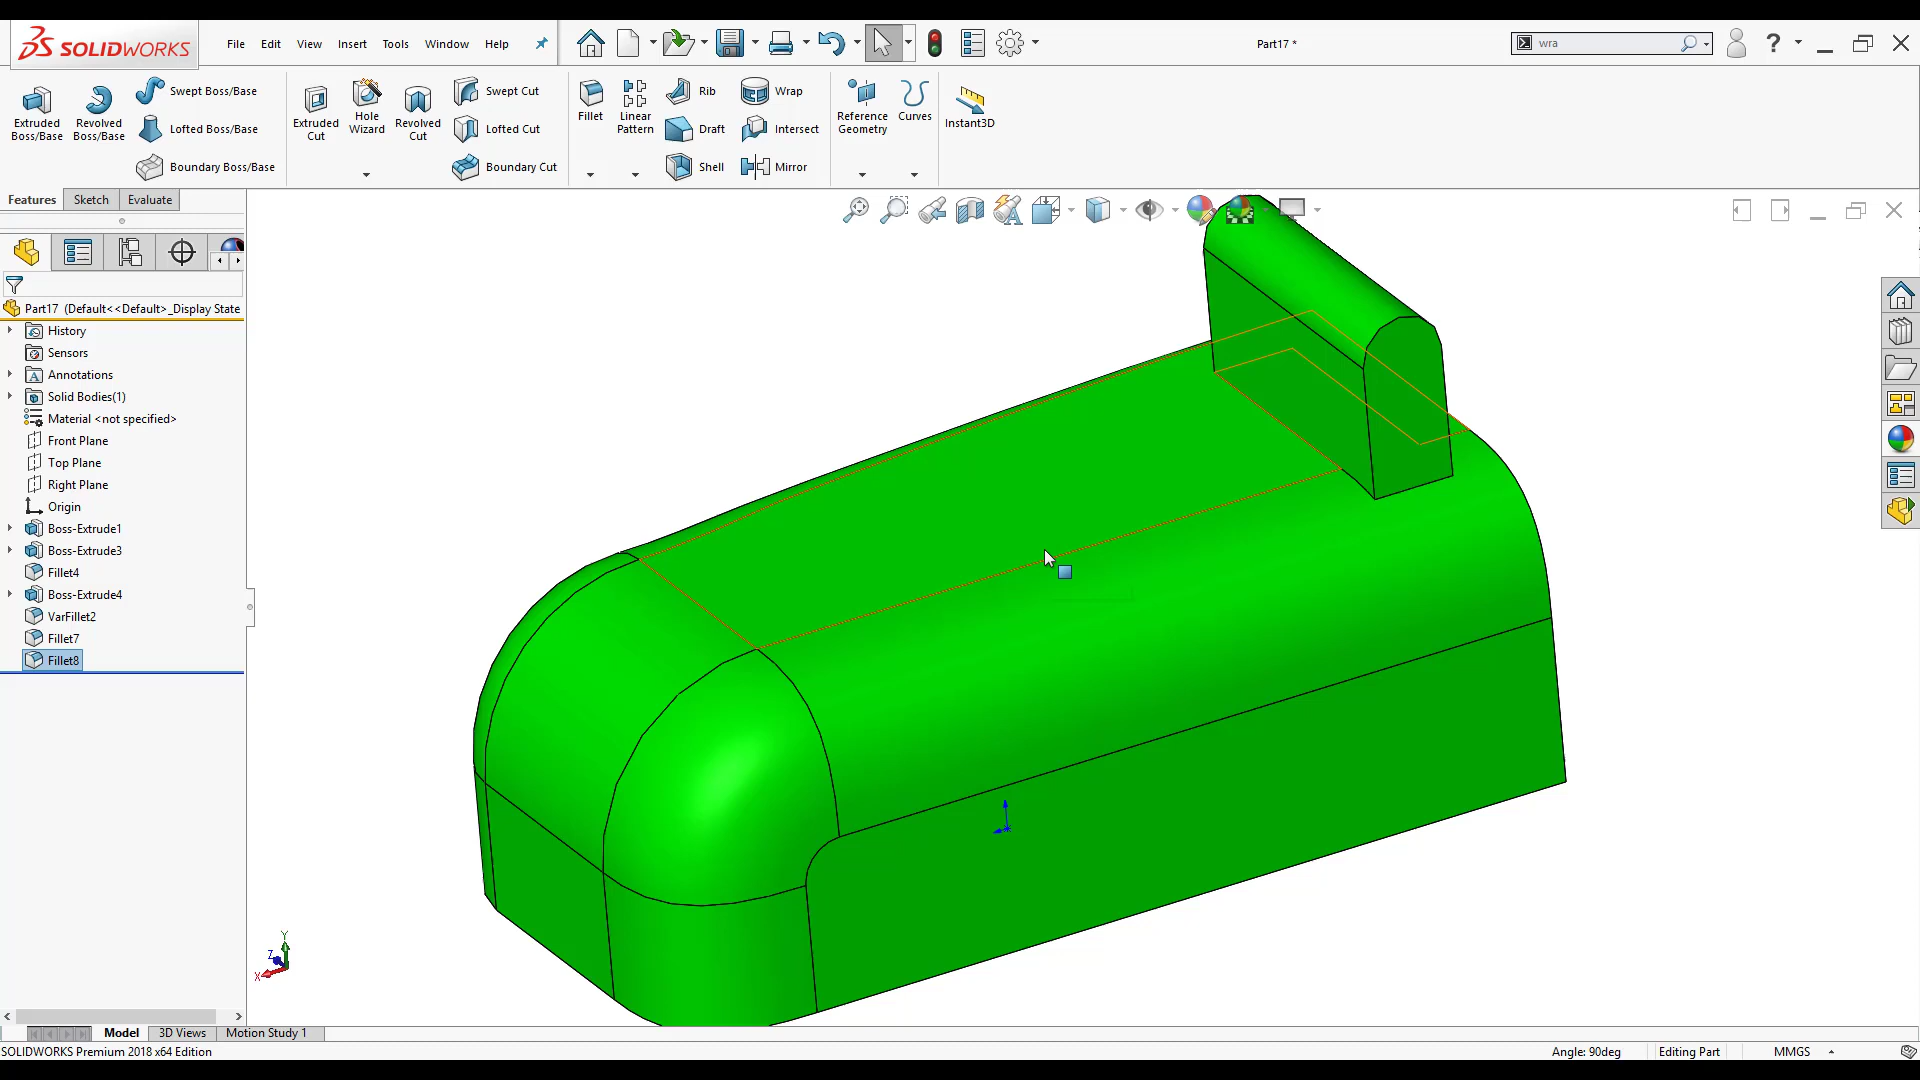 SOLIDWORKS
File Edit View Insert Tools Window Help
Part17 *
wra
Extruded Boss/Base
Revolved Boss/Base
Swept Boss/Base
Lofted Boss/Base
Boundary Boss/Base
Extruded Cut
Hole Wizard
Revolved Cut
Swept Cut
Lofted Cut
Boundary Cut
Fillet
Linear Pattern
Rib
Draft
Shell
Wrap
Intersect
Mirror
Reference Geometry
Curves
Instant3D
Features Sketch Evaluate
Part17 (Default<<Default>_Display State
History
Sensors
Annotations
Solid Bodies(1)
Material <not specified>
Front Plane
Top Plane
Right Plane
Origin
Boss-Extrude1
Boss-Extrude3
Fillet4
Boss-Extrude4
VarFillet2
Fillet7
Fillet8
Y
Z
X
Model 3D Views Motion Study 1
SOLIDWORKS Premium 2018 x64 Edition
Angle: 90deg Editing Part MMGS